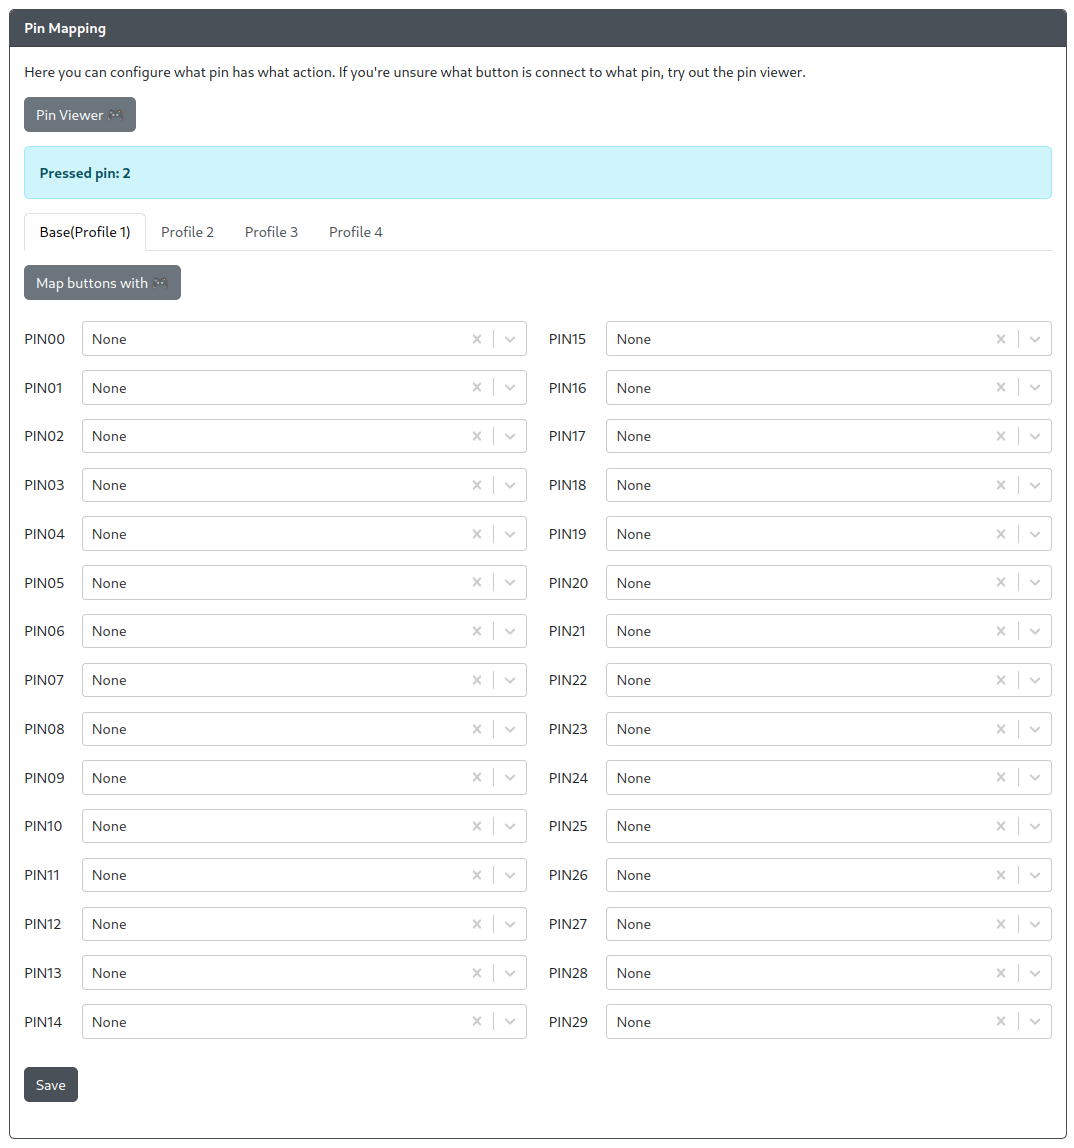 Pin Mapping
Here you can configure what pin has what action. If you're unsure what button is connect to what pin, try out the pin viewer.
Pin Viewer 🎮
Pressed pin: 2
Base(Profile 1) Profile 2 Profile 3 Profile 4
Map buttons with 🎮
PIN00 None PIN15 None
PIN01 None PIN16 None
PIN02 None PIN17 None
PIN03 None PIN18 None
PIN04 None PIN19 None
PIN05 None PIN20 None
PIN06 None PIN21 None
PIN07 None PIN22 None
PIN08 None PIN23 None
PIN09 None PIN24 None
PIN10 None PIN25 None
PIN11 None PIN26 None
PIN12 None PIN27 None
PIN13 None PIN28 None
PIN14 None PIN29 None
Save